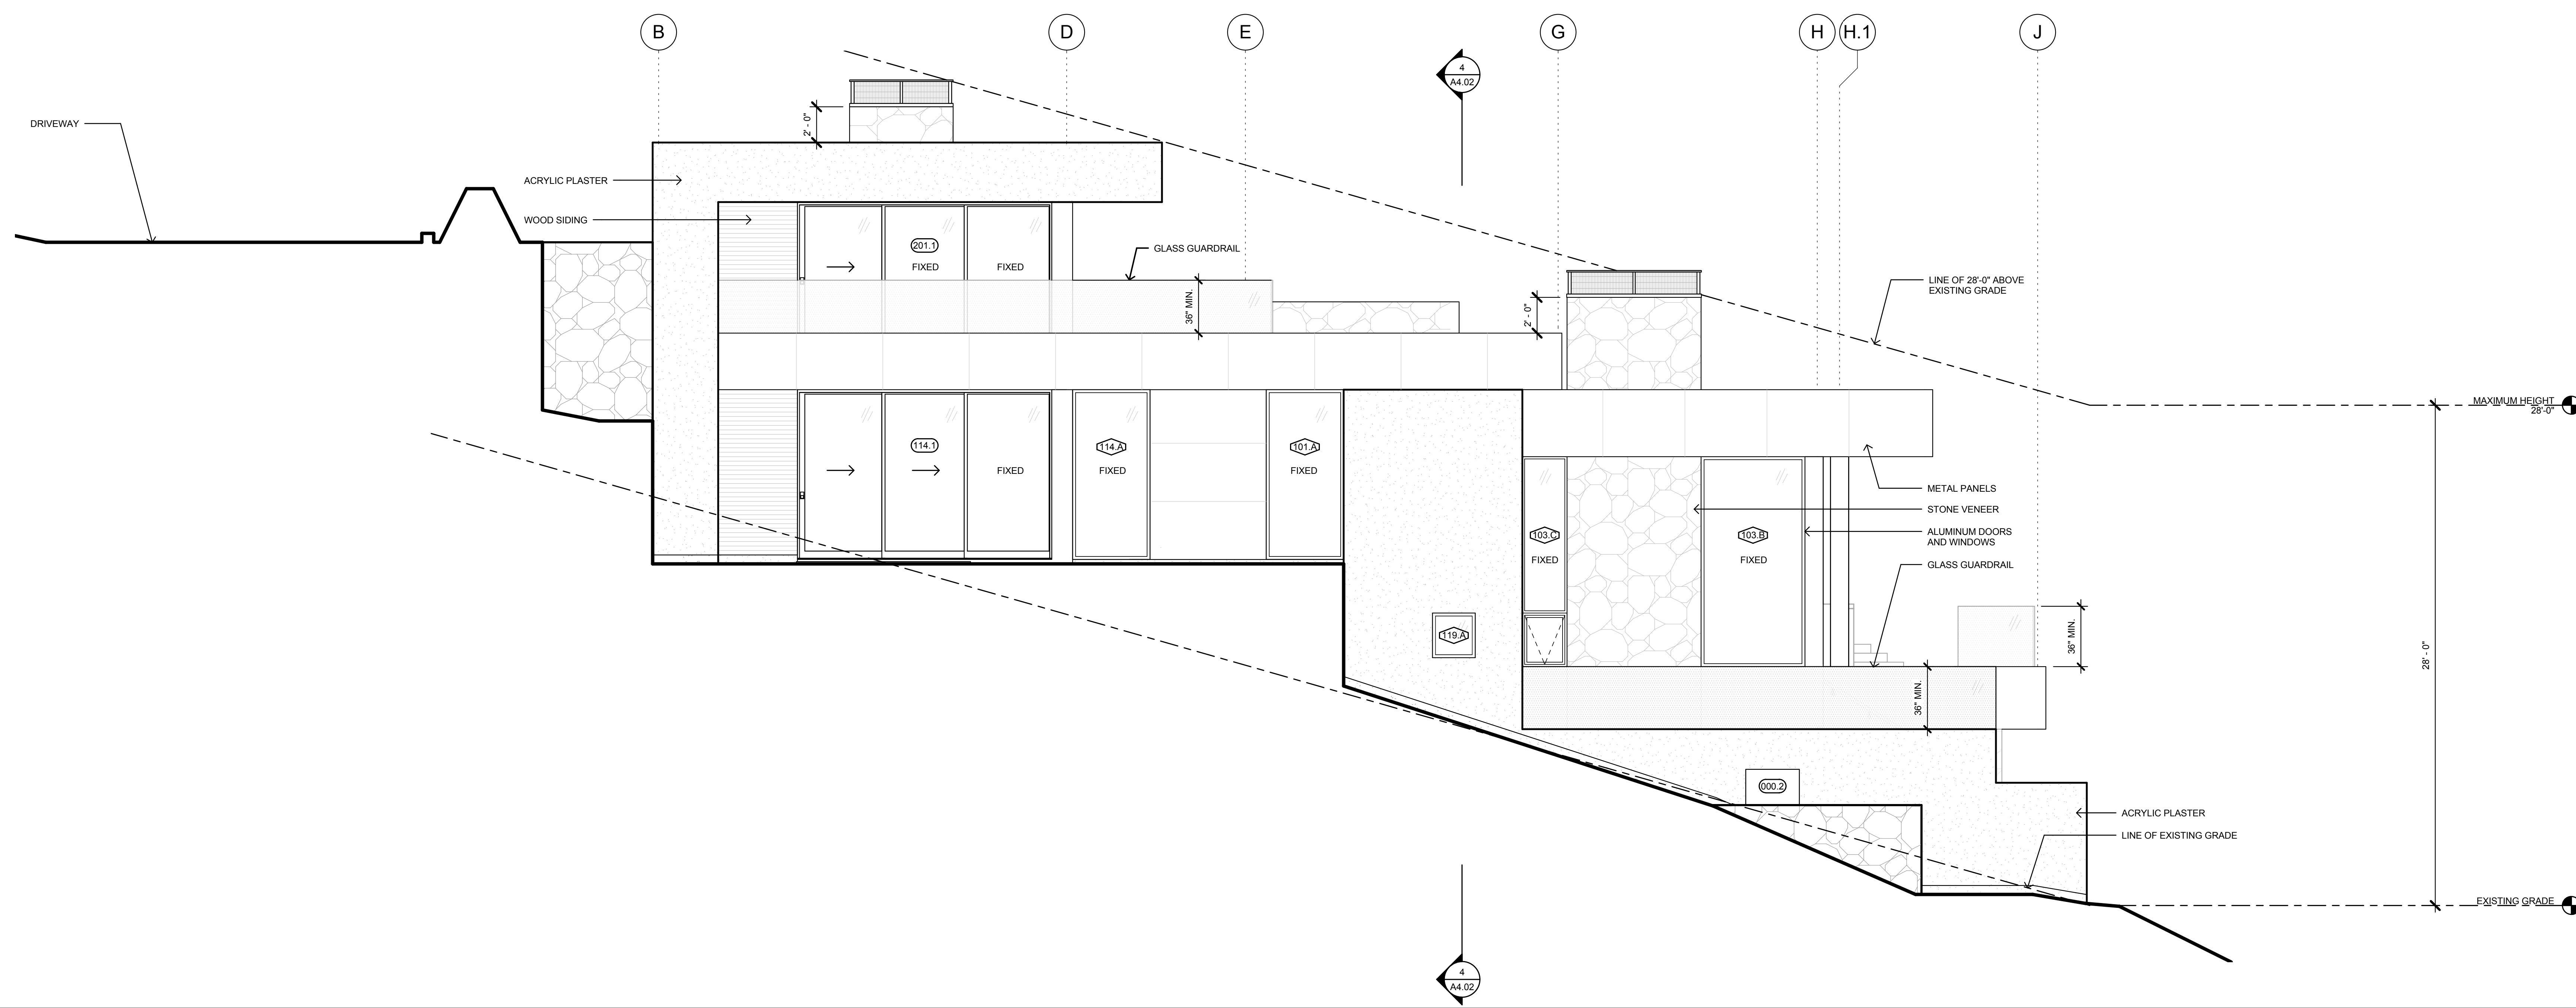 B
D
E
G
H
H.1
J
4
A4.02
2' - 0"
DRIVEWAY
ACRYLIC PLASTER
WOOD SIDING
201.1
FIXED
FIXED
GLASS GUARDRAIL
36" MIN.
2' - 0"
LINE OF 28'-0" ABOVE
EXISTING GRADE
MAXIMUM HEIGHT
28'-0"
114.1
FIXED
114.A
FIXED
101.A
FIXED
METAL PANELS
STONE VENEER
ALUMINUM DOORS
AND WINDOWS
GLASS GUARDRAIL
103.C
FIXED
103.B
FIXED
119.A
36" MIN.
36" MIN.
28' - 0"
000.2
ACRYLIC PLASTER
LINE OF EXISTING GRADE
EXISTING GRADE
4
A4.02